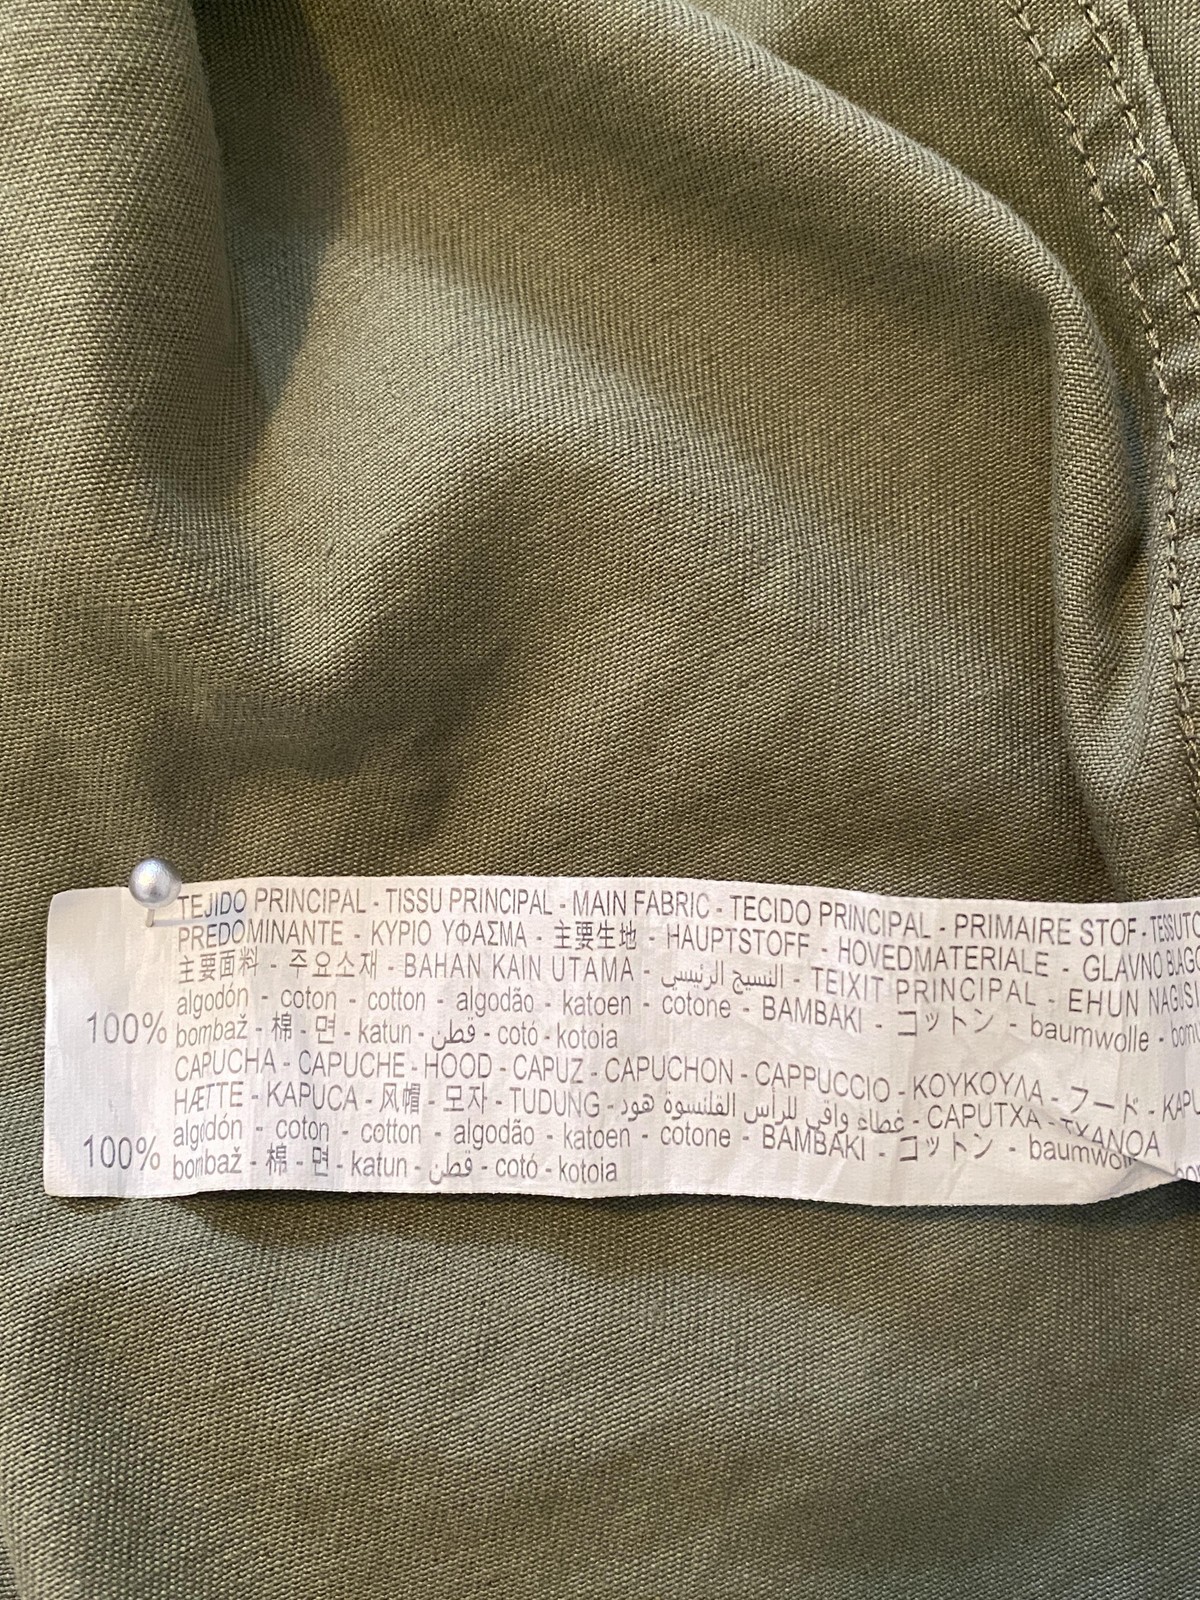 TEJIDO PRINCIPAL - TISSU PRINCIPAL - MAIN FABRIC - TECIDO PRINCIPAL - PRIMAIRE STOF - TESSUTO
PREDOMINANTE - ΚΥΡΙΟ ΥΦΑΣΜΑ - 主要生地 - HAUPTSTOFF - HOVEDMATERIALE - GLAVNO
主要面料 - 주요소재 - BAHAN KAIN UTAMA - النسيج الرئيسي - TEIXIT PRINCIPAL - EHUN
algodón - coton - cotton - algodão - katoen - cotone - BAMBAKI - コットン - baumwolle -
100% bombaž - 棉 - 면 - katun - قطن - cotó - kotoia
CAPUCHA - CAPUCHE - HOOD - CAPUZ - CAPUCHON - CAPPUCCIO - ΚΟΥΚΟΥΛΑ - フード -
HÆTTE - KAPUCA - 风帽 - 모자 - TUDUNG - غطاء واقي للرأس القلنسوة هود - CAPUTXA - TXANOA
algodón - coton - cotton - algodão - katoen - cotone - BAMBAKI - コットン -
100% bombaž - 棉 - 면 - katun - قطن - cotó - kotoia